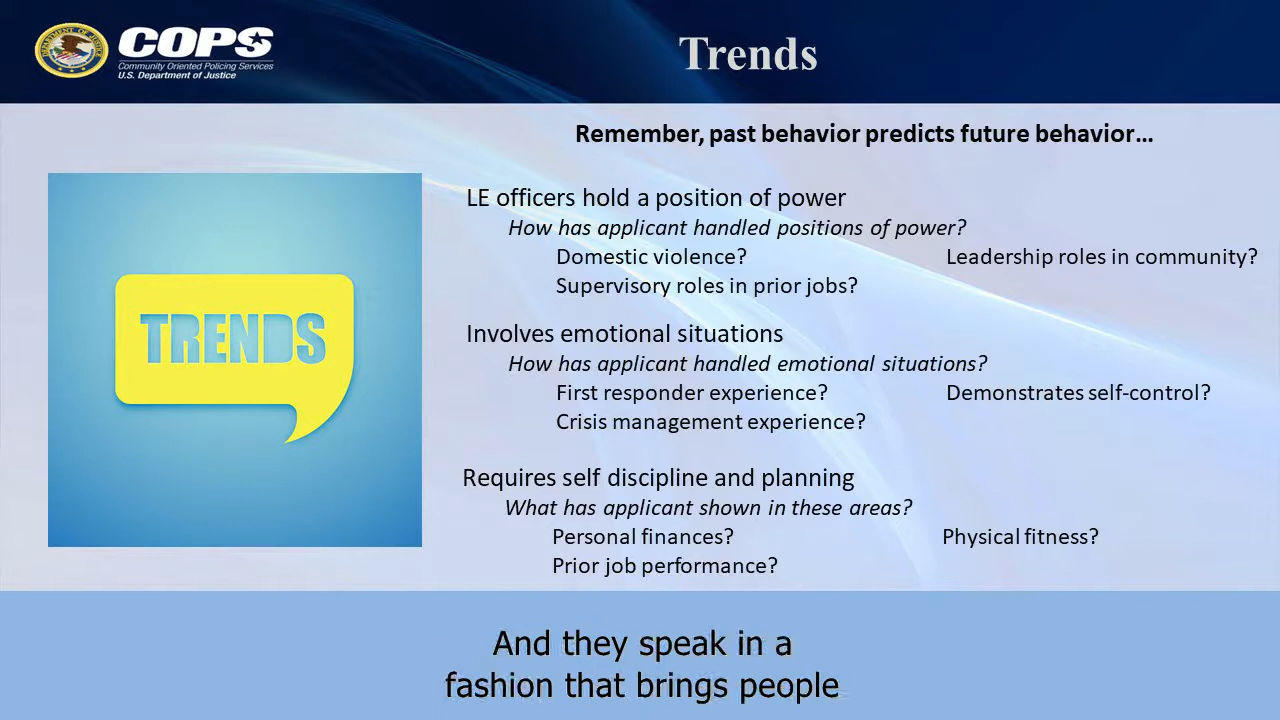 COPS
Community Oriented Policing Services
U.S. Department of Justice
Trends
Remember, past behavior predicts future behavior…
TRENDS
LE officers hold a position of power
How has applicant handled positions of power?
Domestic violence? Leadership roles in community?
Supervisory roles in prior jobs?
Involves emotional situations
How has applicant handled emotional situations?
First responder experience? Demonstrates self-control?
Crisis management experience?
Requires self discipline and planning
What has applicant shown in these areas?
Personal finances? Physical fitness?
Prior job performance?
And they speak in a
fashion that brings people